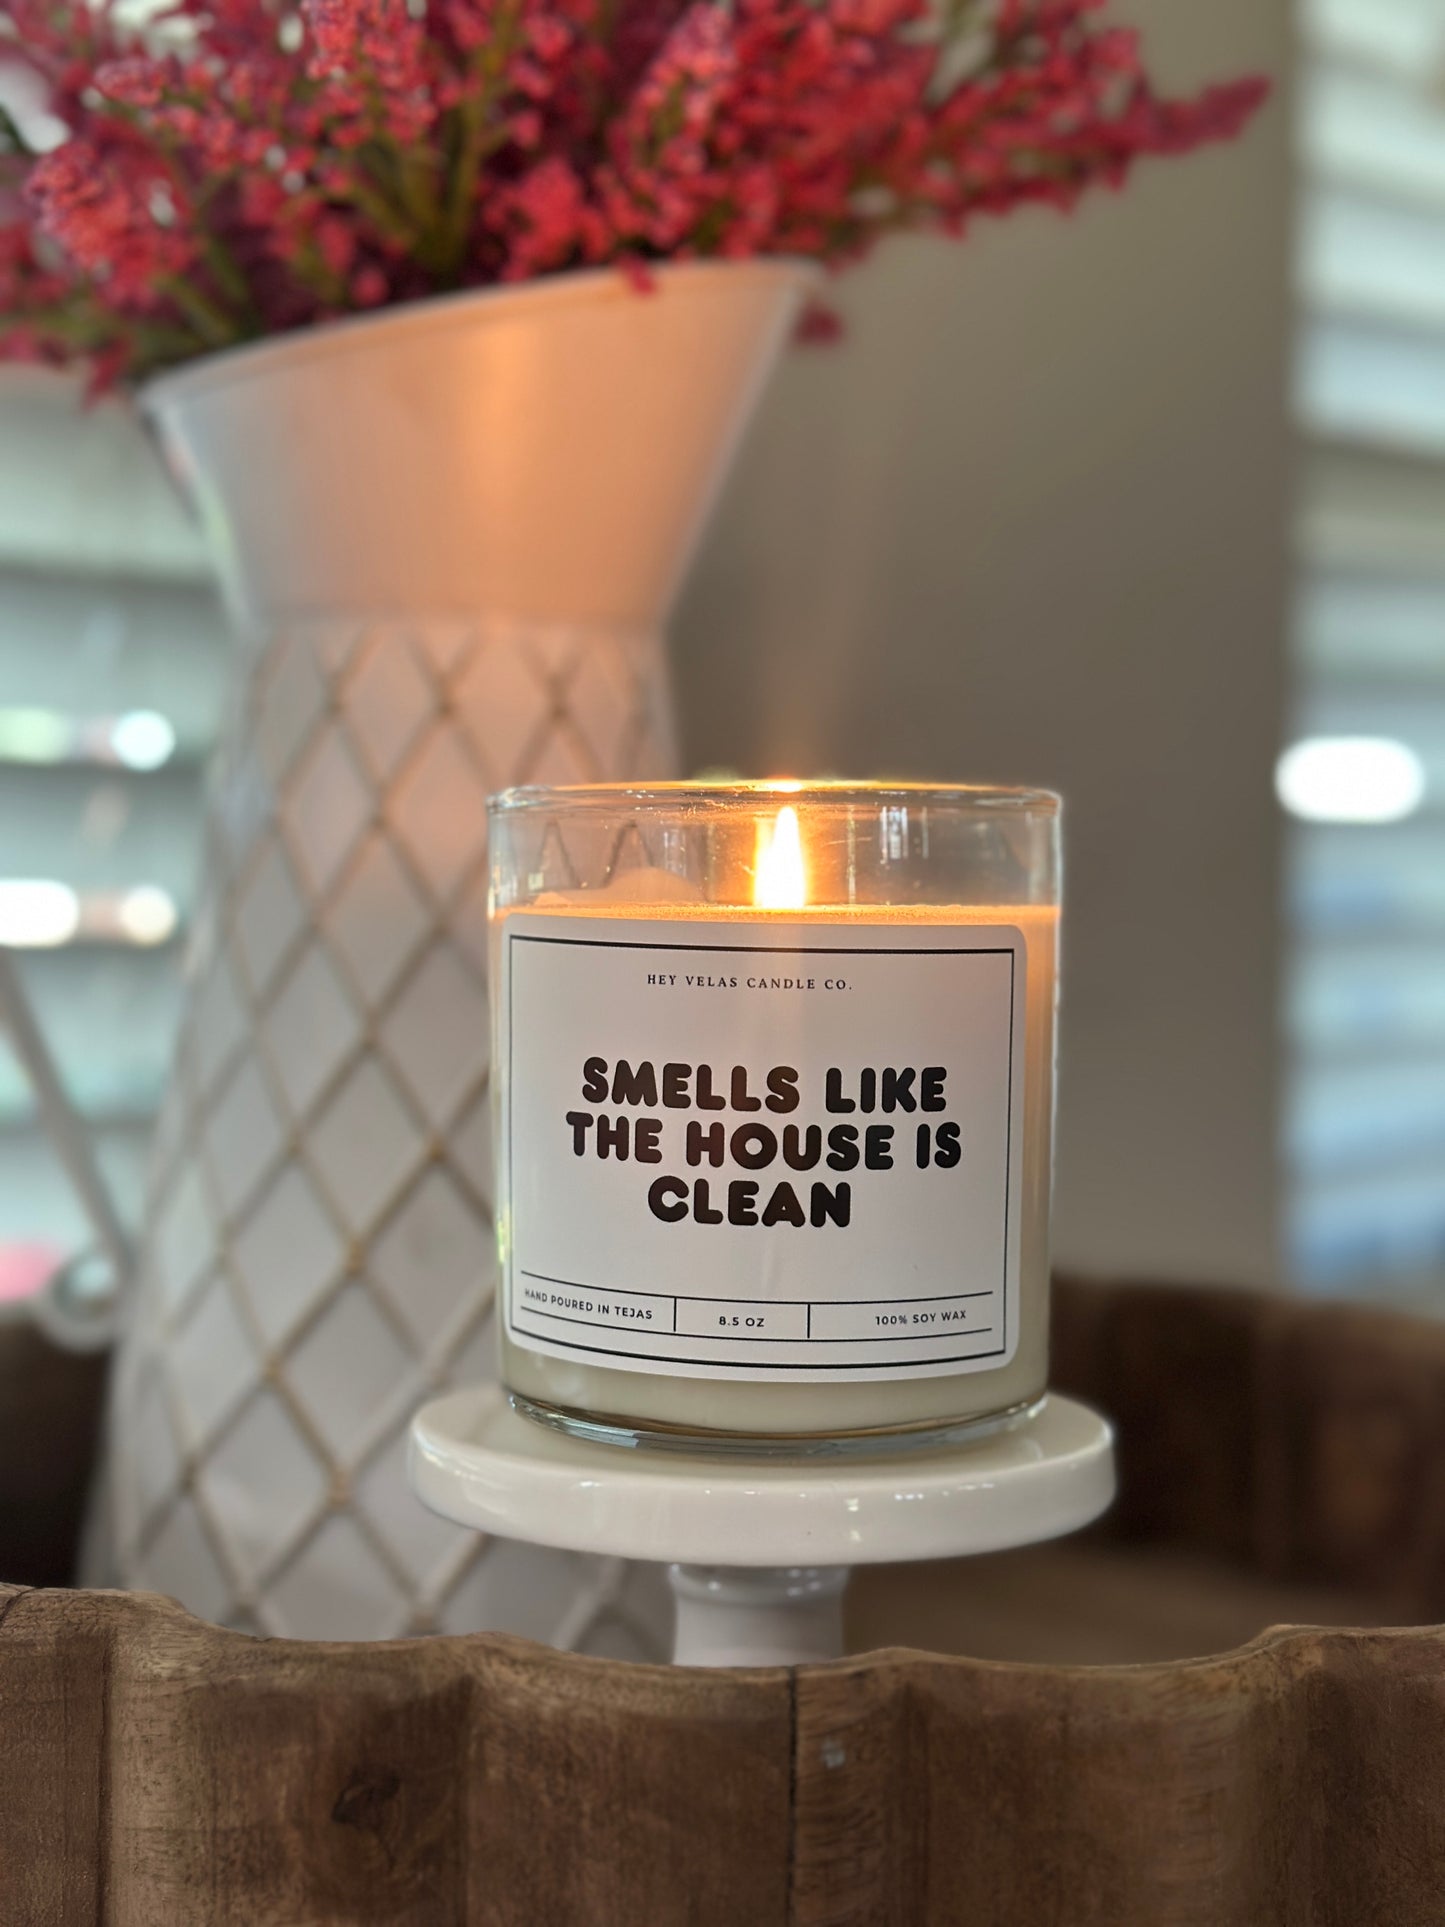 HEY VELAS CANDLE CO.
SMELLS LIKE
THE HOUSE IS
CLEAN
HAND POURED IN TEJAS
8.5 OZ
100% SOY WAX